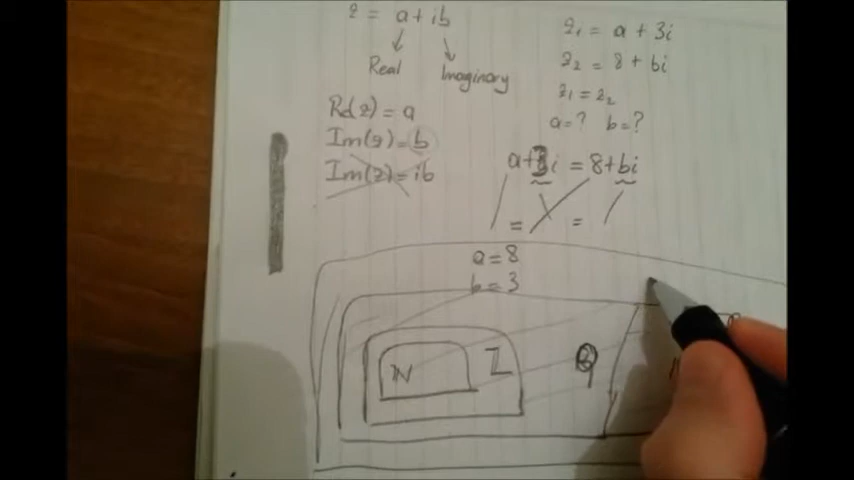 z = a + ib
Real
Imaginary
Re(z) = a
Im(z) = b
Im(z) = ib
z₁ = a + 3i
z₂ = 8 + bi
z₁ = z₂
a = ? b = ?
a + 3i = 8 + bi
= =
a = 8
b = 3
N Z Q